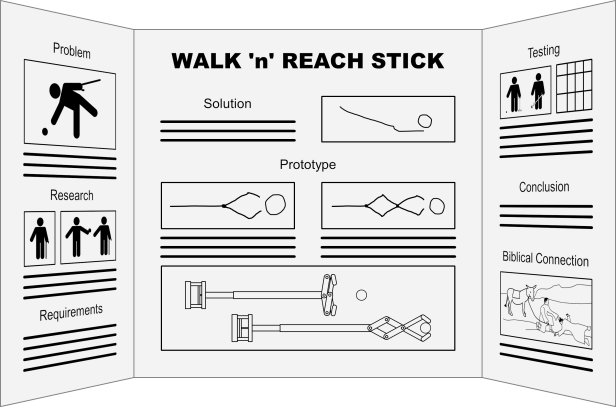 Problem
Research
Requirements
WALK 'n' REACH STICK
Solution
Prototype
Testing
Conclusion
Biblical Connection